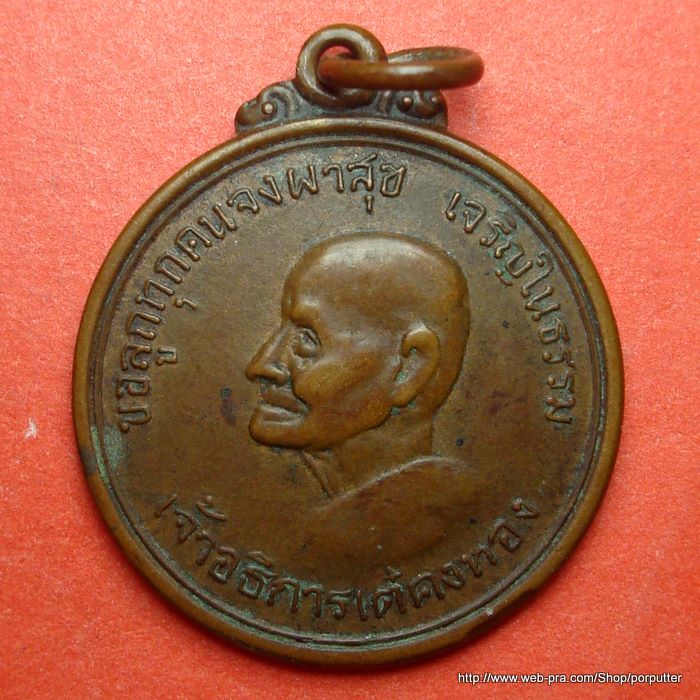 ขอลูกทุกคนจงผาสุข เจริญในธรรม
เจ้าอธิการเต๋คงทอง
http://www.web-pra.com/Shop/porputter